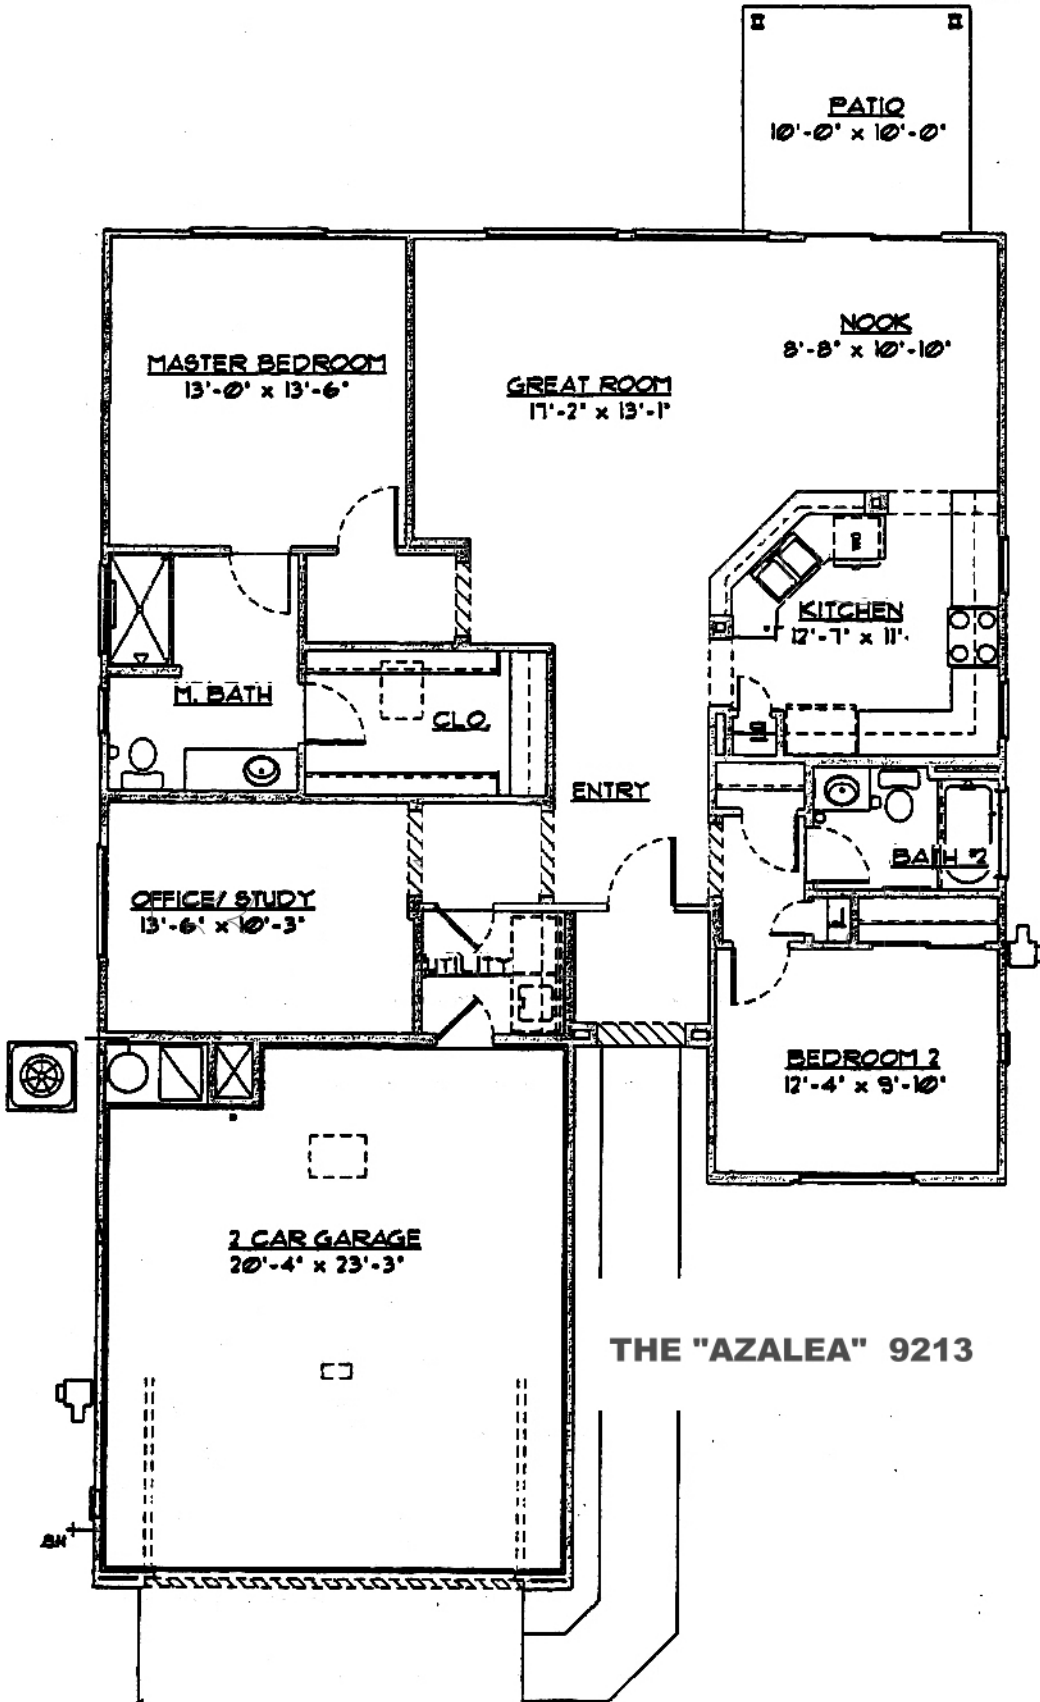 PATIO
10'-0" x 10'-0"
NOOK
8'-8" x 10'-10"
MASTER BEDROOM
13'-0" x 13'-6"
GREAT ROOM
17'-2" x 13'-1"
DW
KITCHEN
12'-7" x 11'
M. BATH
CLO.
ENTRY
BATH #2
OFFICE/ STUDY
13'-6" x 10'-3"
UTILITY
BEDROOM 2
12'-4" x 9'-10"
2 CAR GARAGE
20'-4" x 23'-3"
THE "AZALEA" 9213